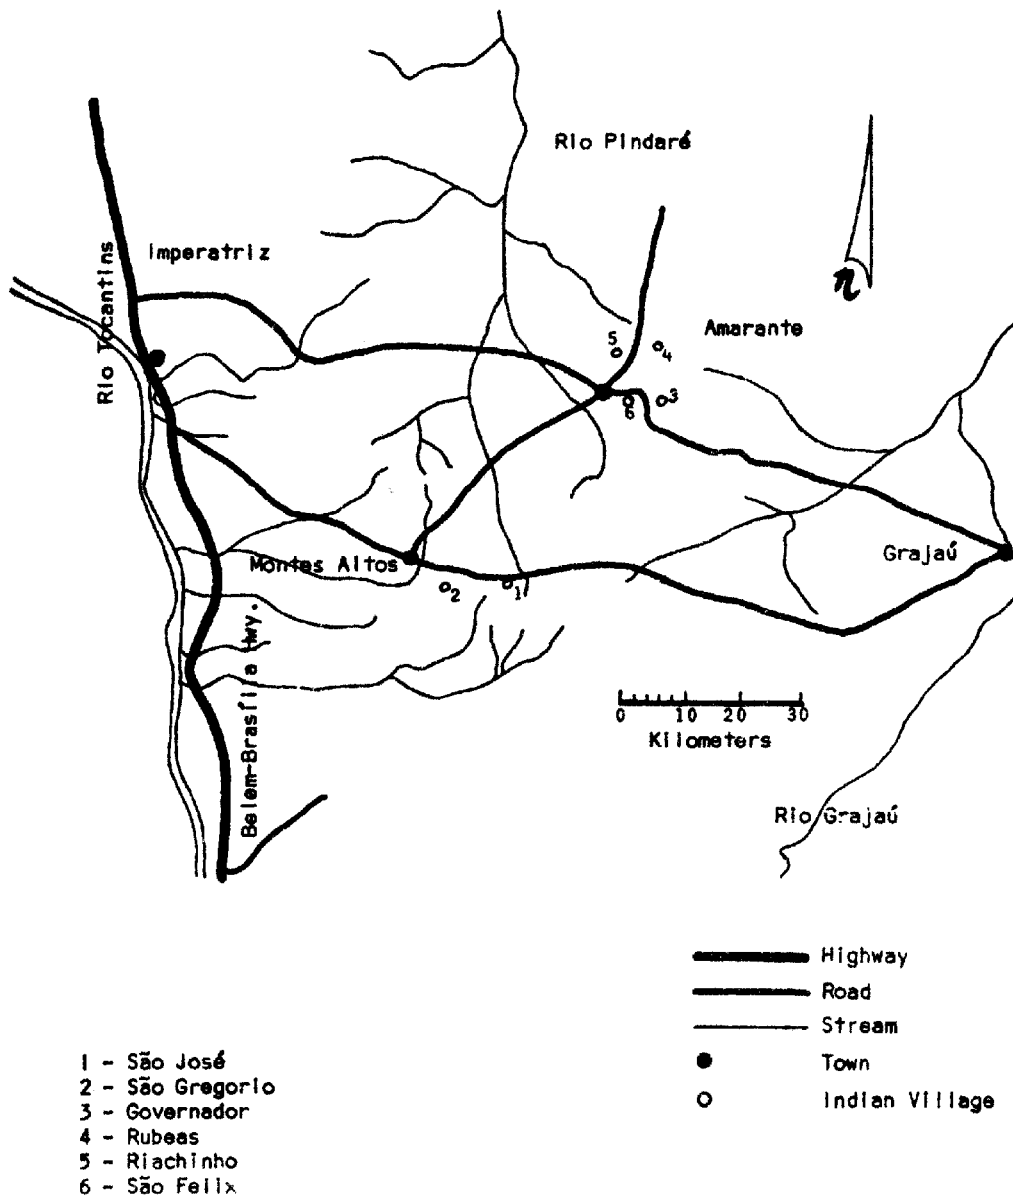 Rio Pindaré
Imperatriz
Rio Tocantins
n
Amarante
5
4
3
6
Grajaú
Montes Altos
2
1
Belem-Brasília Hwy.
0 10 20 30
Kilometers
Rio Grajaú
Highway
Road
Stream
Town
Indian Village
1 - São José
2 - São Gregorio
3 - Governador
4 - Rubeas
5 - Riachinho
6 - São Felix